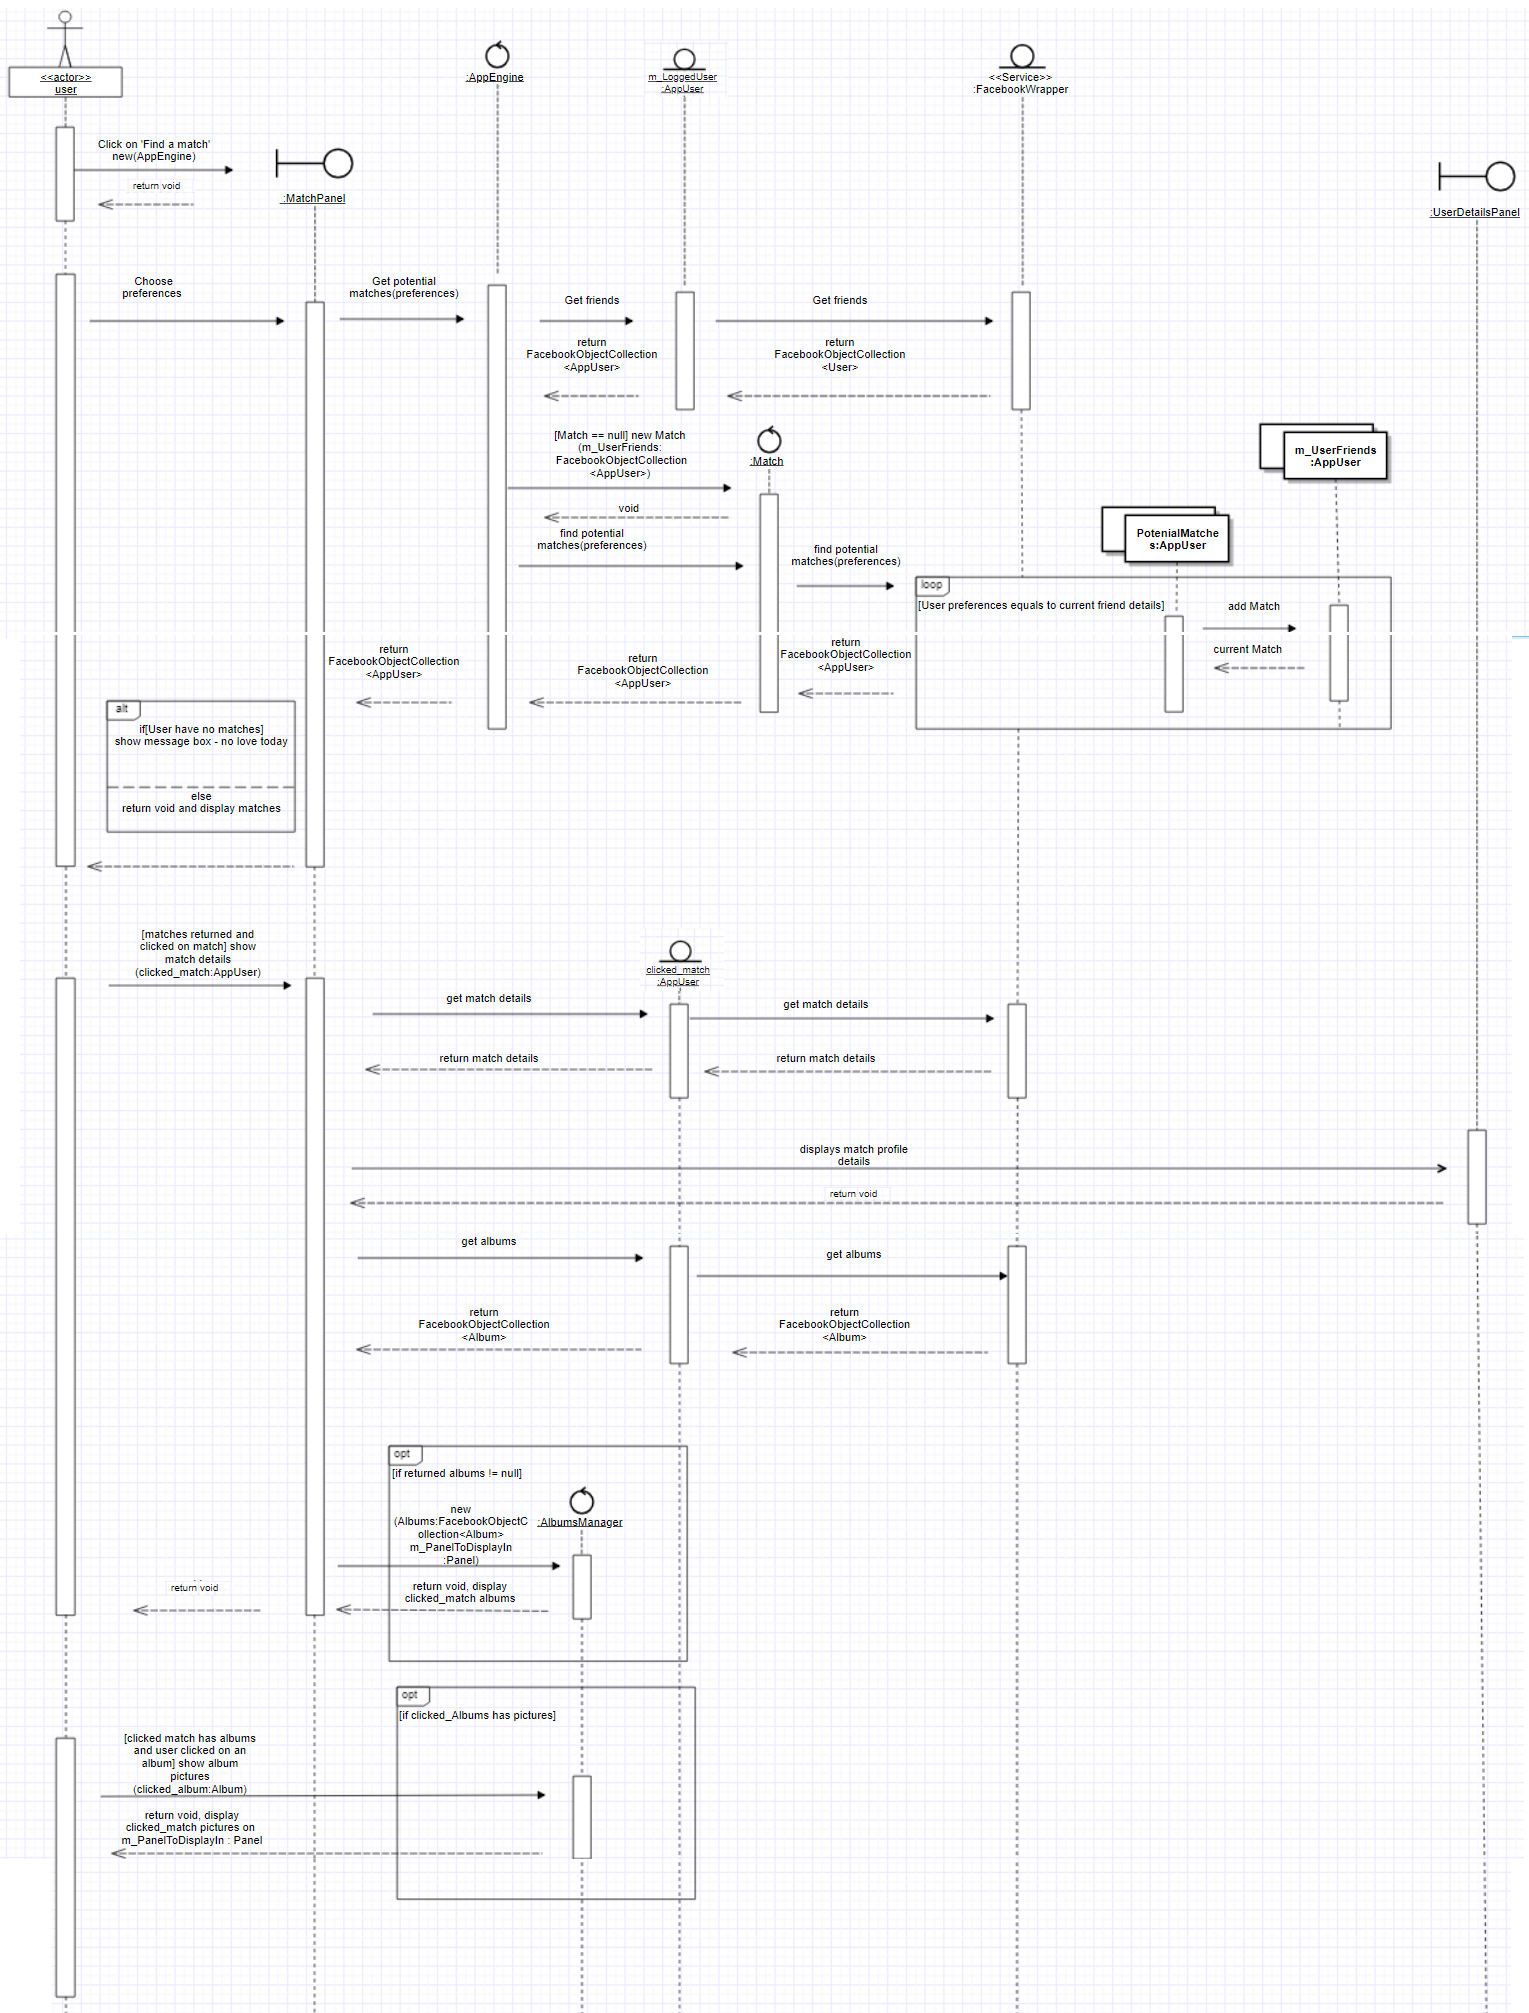 <<actor>>
user
:AppEngine
m_LoggedUser
:AppUser
<<Service>>
:FacebookWrapper
Click on 'Find a match'
new(AppEngine)
return void
:MatchPanel
:UserDetailsPanel
Choose
preferences
Get potential
matches(preferences)
Get friends
Get friends
return
FacebookObjectCollection
<AppUser>
return
FacebookObjectCollection
<User>
[Match == null] new Match
(m_UserFriends:
FacebookObjectCollection
<AppUser>)
:Match
m_UserFriends
:AppUser
void
find potential
matches(preferences)
PotenialMatche
s:AppUser
find potential
matches(preferences)
loop
[User preferences equals to current friend details]
add Match
current Match
return
FacebookObjectCollection
<AppUser>
return
FacebookObjectCollection
<AppUser>
return
FacebookObjectCollection
<AppUser>
alt
if[User have no matches]
show message box - no love today
else
return void and display matches
[matches returned and
clicked on match] show
match details
(clicked_match:AppUser)
clicked_match
:AppUser
get match details
get match details
return match details
return match details
displays match profile
details
return void
get albums
get albums
return
FacebookObjectCollection
<Album>
return
FacebookObjectCollection
<Album>
opt
[if returned albums != null]
new
(Albums:FacebookObjectC
ollection<Album>
m_PanelToDisplayIn
:Panel)
:AlbumsManager
return void, display
clicked_match albums
return void
opt
[if clicked_Albums has pictures]
[clicked match has albums
and user clicked on an
album] show album
pictures
(clicked_album:Album)
return void, display
clicked_match pictures on
m_PanelToDisplayIn : Panel